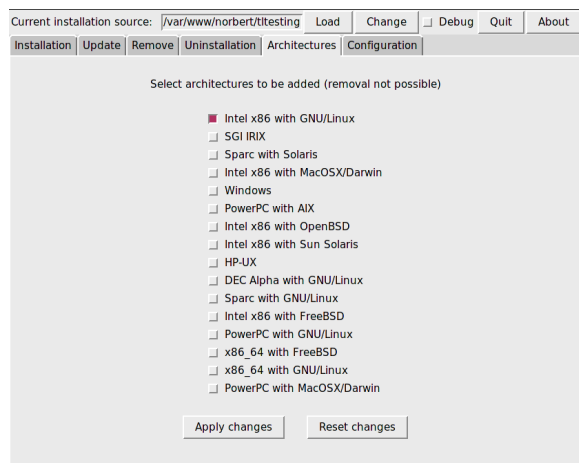 Current installation source: /var/www/norbert/tltesting Load Change Debug Quit About
Installation Update Remove Uninstallation Architectures Configuration
Select architectures to be added (removal not possible)
Intel x86 with GNU/Linux
SGI IRIX
Sparc with Solaris
Intel x86 with MacOSX/Darwin
Windows
PowerPC with AIX
Intel x86 with OpenBSD
Intel x86 with Sun Solaris
HP-UX
DEC Alpha with GNU/Linux
Sparc with GNU/Linux
Intel x86 with FreeBSD
PowerPC with GNU/Linux
x86_64 with FreeBSD
x86_64 with GNU/Linux
PowerPC with MacOSX/Darwin
Apply changes Reset changes